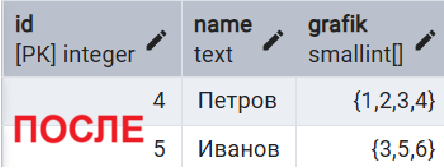 id name grafik
[PK] integer text smallint[]
4 Петров {1,2,3,4}
ПОСЛЕ
5 Иванов {3,5,6}